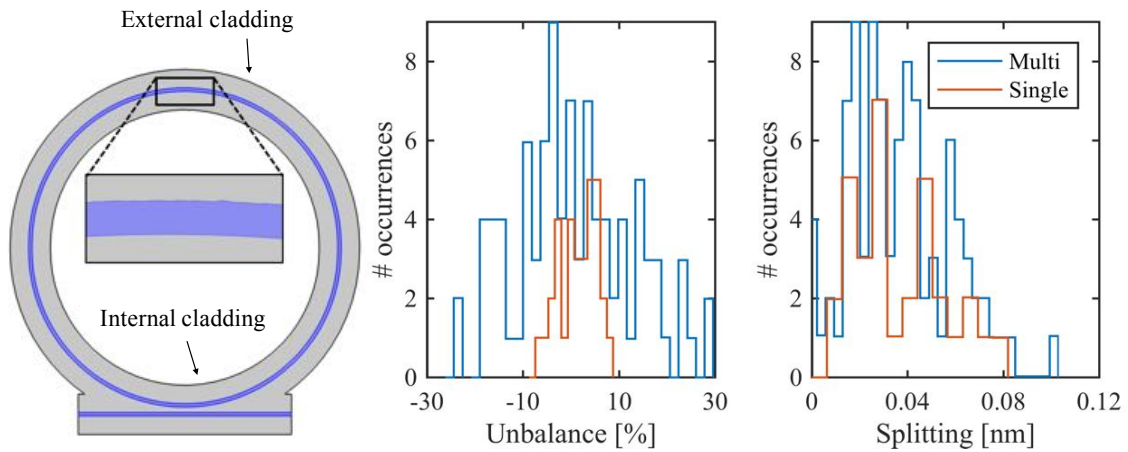 External cladding
Internal cladding
# occurrences
8
6
4
2
0
-30
-10
10
30
Unbalance [%]
# occurrences
8
6
4
2
0
0
0.04
0.08
0.12
Splitting [nm]
Multi
Single